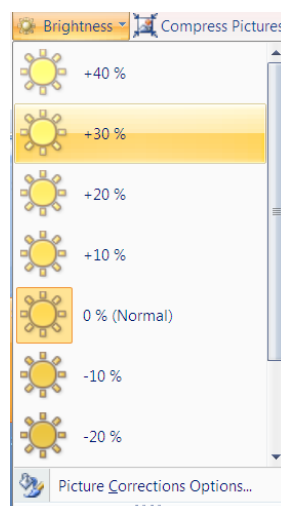 Brightness Compress Pictures
+40 %
+30 %
+20 %
+10 %
0 % (Normal)
-10 %
-20 %
Picture Corrections Options...